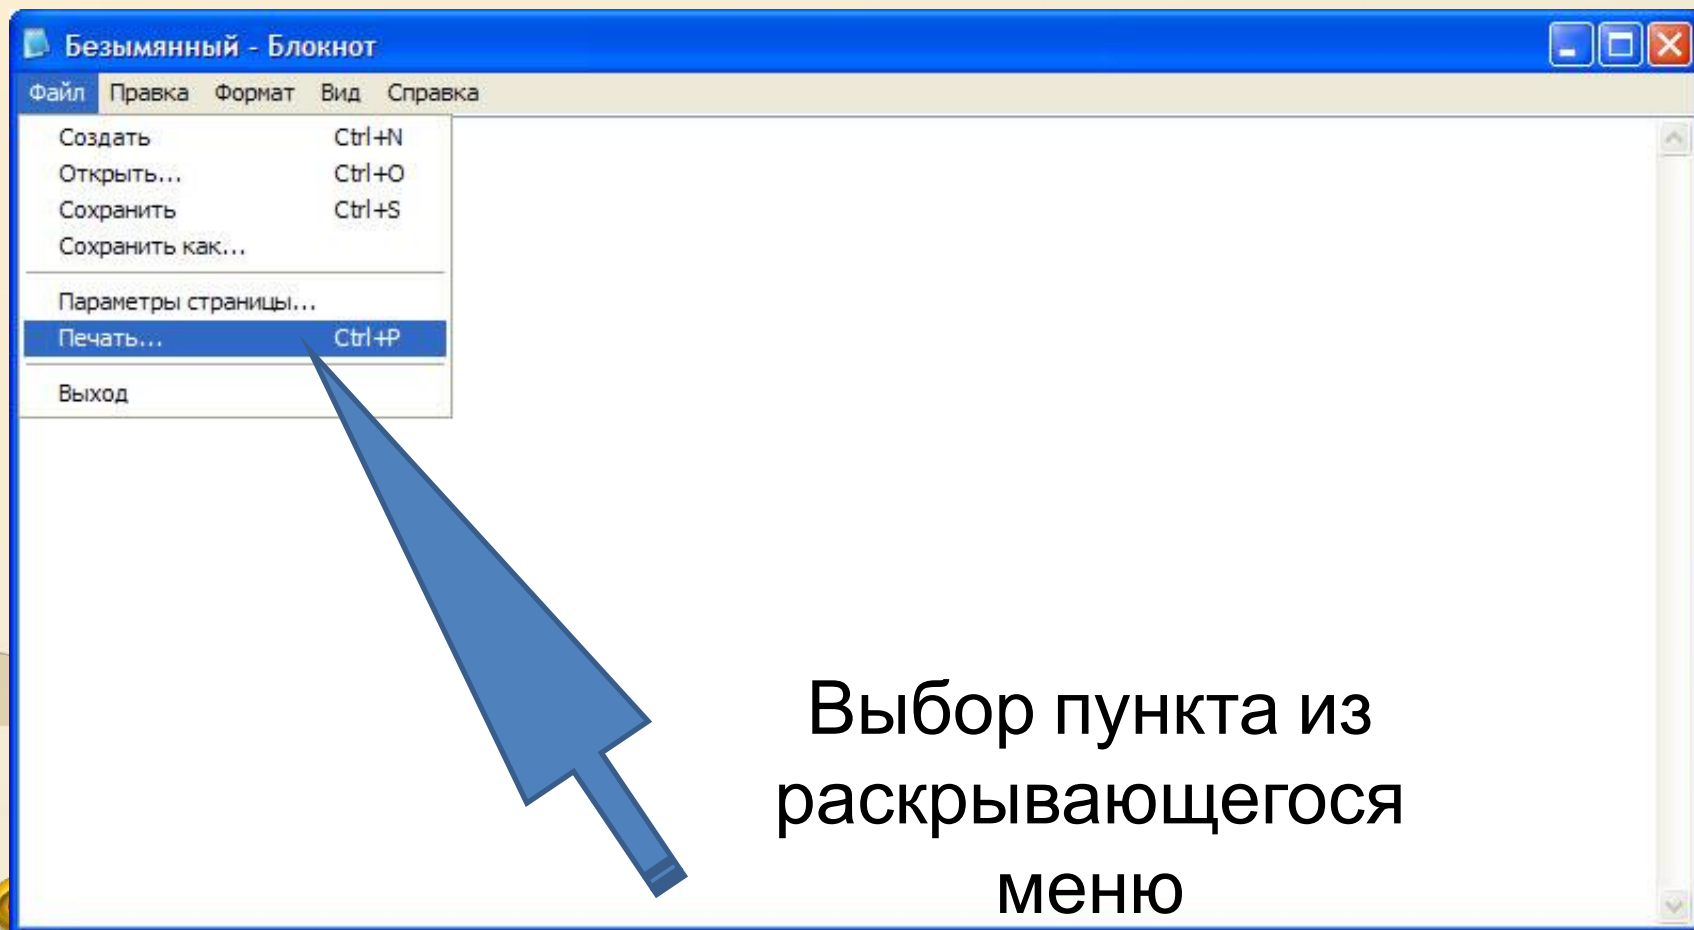 Безымянный - Блокнот
Файл Правка Формат Вид Справка
Создать Ctrl+N
Открыть... Ctrl+O
Сохранить Ctrl+S
Сохранить как...
Параметры страницы...
Печать... Ctrl+P
Выход
Выбор пункта из
раскрывающегося
меню